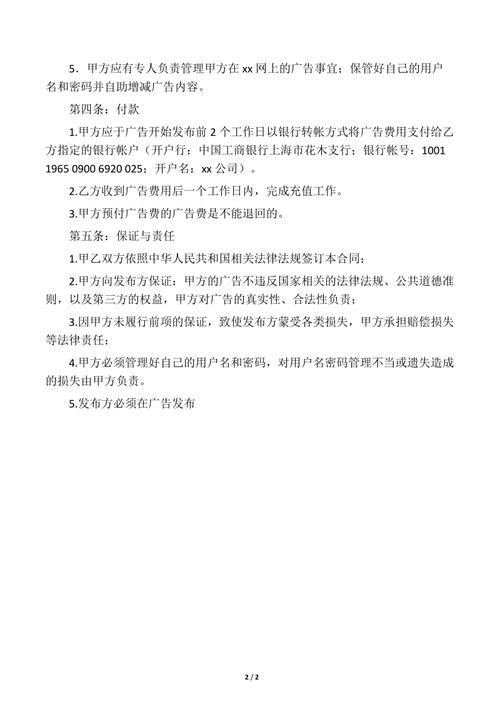 5．甲方应有专人负责管理甲方在 xx 网上的广告事宜；保管好自己的用户
名和密码并自助增减广告内容。
第四条：付款
1.甲方应于广告开始发布前 2 个工作日以银行转帐方式将广告费用支付给乙
方指定的银行帐户（开户行：中国工商银行上海市花木支行；银行帐号：1001
1965 0900 6920 025；开户名：xx 公司）。
2.乙方收到广告费用后一个工作日内，完成充值工作。
3.甲方预付广告费的广告费是不能退回的。
第五条：保证与责任
1.甲乙双方依照中华人民共和国相关法律法规签订本合同；
2.甲方向发布方保证：甲方的广告不违反国家相关的法律法规、公共道德准
则，以及第三方的权益，甲方对广告的真实性、合法性负责；
3.因甲方未履行前项的保证，致使发布方蒙受各类损失，甲方承担赔偿损失
等法律责任；
4.甲方必须管理好自己的用户名和密码，对用户名密码管理不当或遗失造成
的损失由甲方负责。
5.发布方必须在广告发布
2 / 2